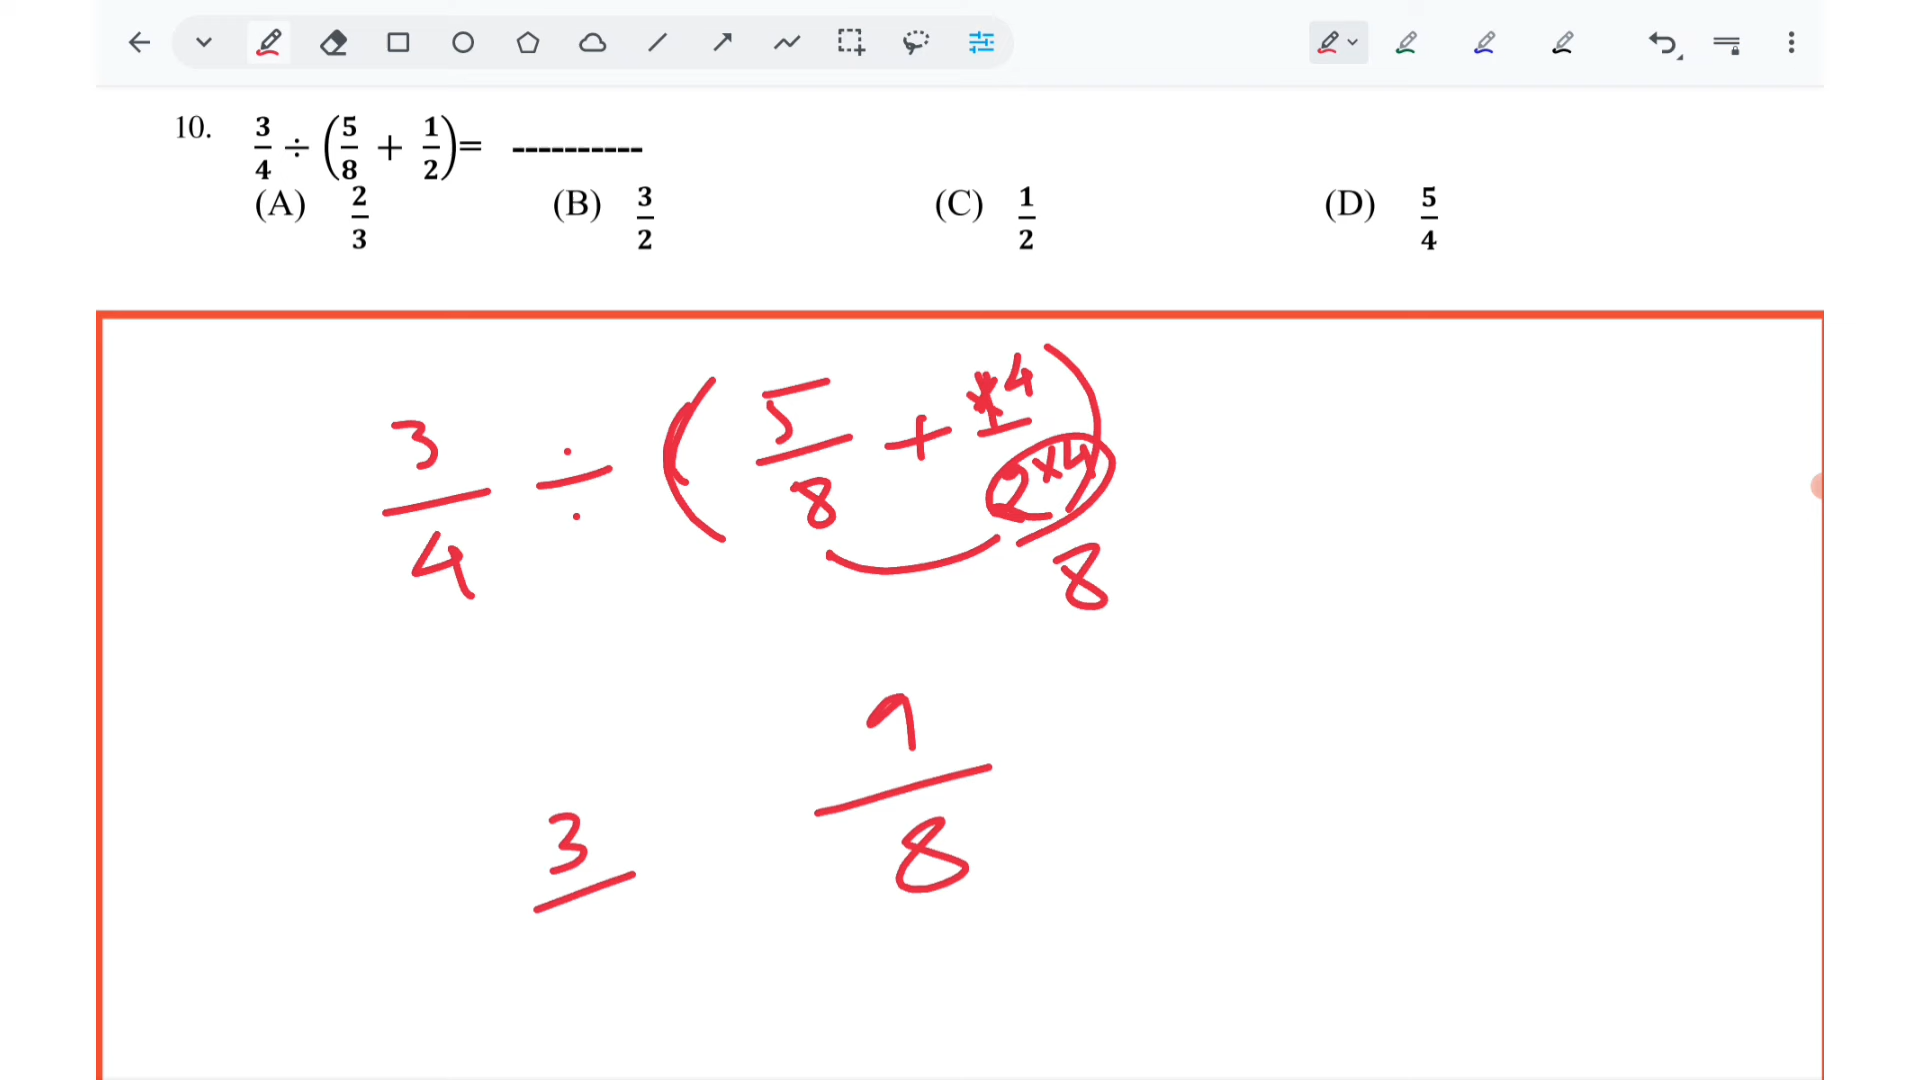 10. 3/4 ÷ (5/8 + 1/2) = ----------
(A) 2/3 (B) 3/2 (C) 1/2 (D) 5/4
3/4 ÷ (5/8 + 1×4/2×4)
8
9/8
3